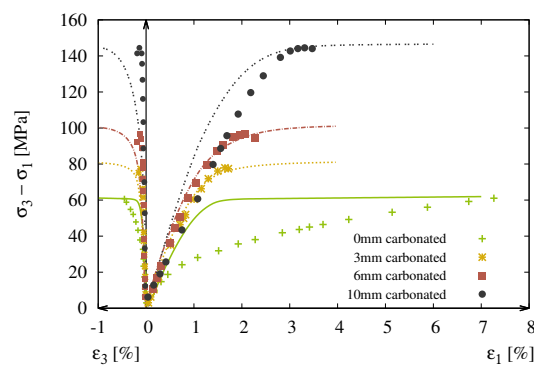 160
140
120
100
80
60
40
20
0
σ₃ − σ₁ [MPa]
0mm carbonated
3mm carbonated
6mm carbonated
10mm carbonated
-1 0 1 2 3 4 5 6 7 8
ε₃ [%] ε₁ [%]